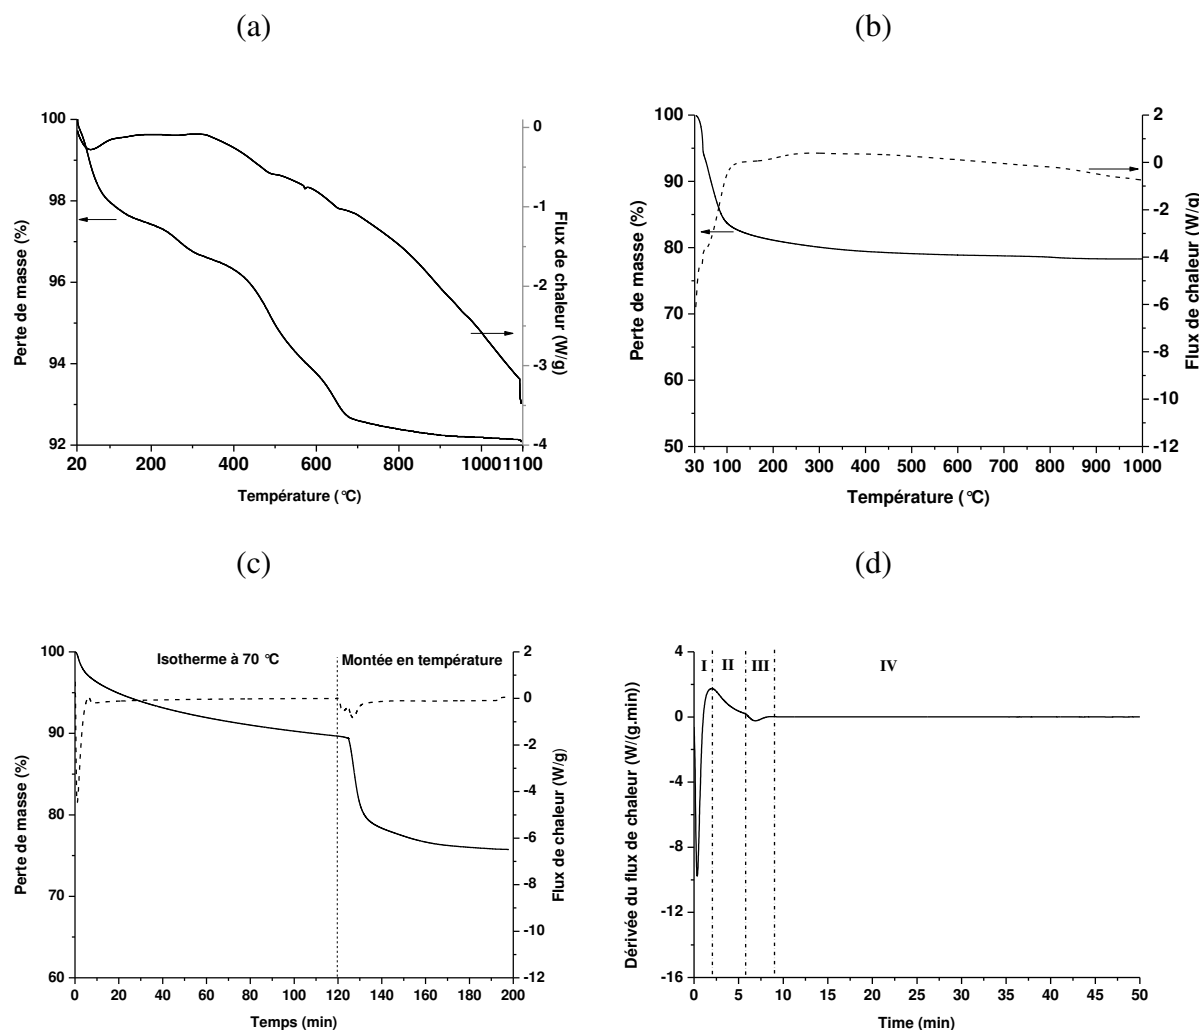 (a)
100
98
96
94
92
Perte de masse (%)
0
-1
-2
-3
-4
Flux de chaleur (W/g)
20 200 400 600 800 1000 1100
Température (°C)
(b)
100
90
80
70
60
50
Perte de masse (%)
2
0
-2
-4
-6
-8
-10
-12
Flux de chaleur (W/g)
30 100 200 300 400 500 600 700 800 900 1000
Température (°C)
(c)
100
90
80
70
60
Perte de masse (%)
Isotherme à 70 °C
Montée en température
2
0
-2
-4
-6
-8
-10
-12
Flux de chaleur (W/g)
0 20 40 60 80 100 120 140 160 180 200
Temps (min)
(d)
4
0
-4
-8
-12
-16
Dérivée du flux de chaleur (W/(g.min))
I II III IV
0 5 10 15 20 25 30 35 40 45 50
Time (min)